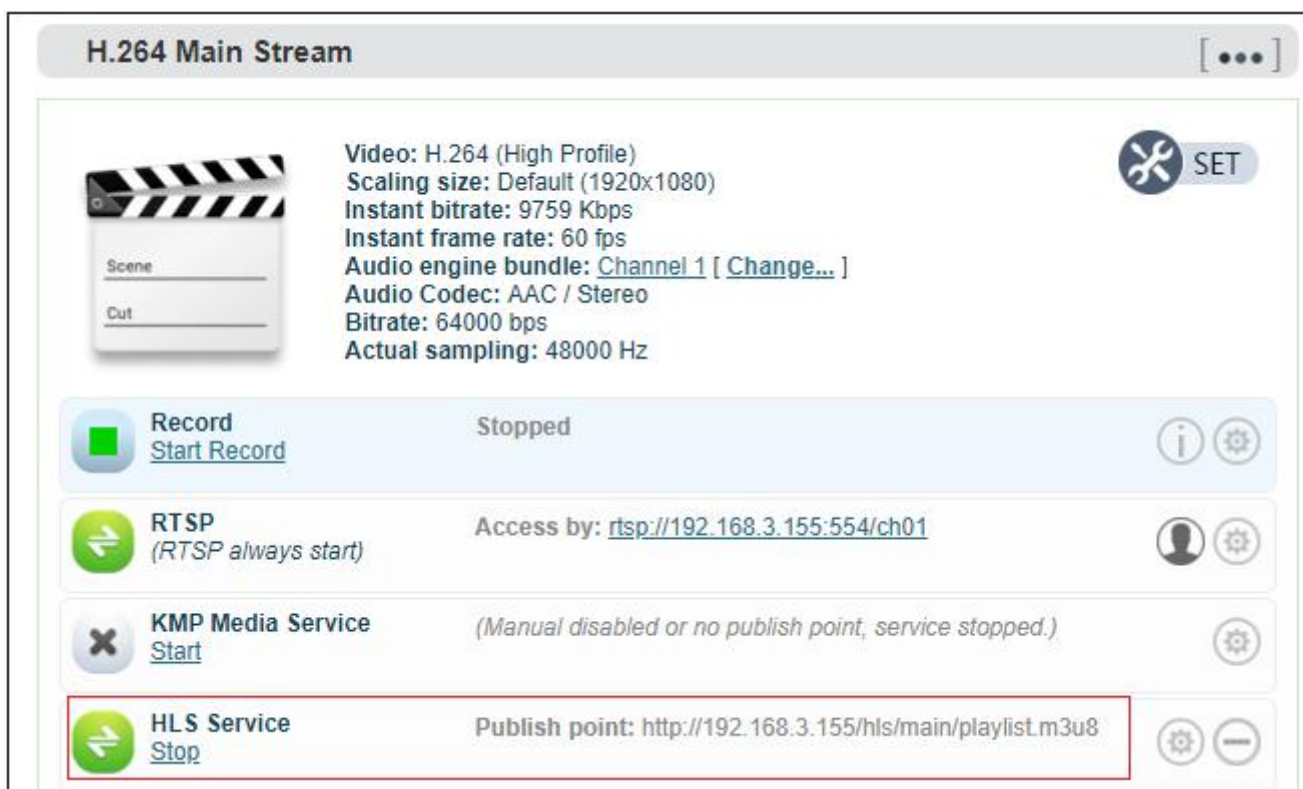 H.264 Main Stream
[•••]
Scene
Cut
Video: H.264 (High Profile)
Scaling size: Default (1920x1080)
Instant bitrate: 9759 Kbps
Instant frame rate: 60 fps
Audio engine bundle: Channel 1 [ Change... ]
Audio Codec: AAC / Stereo
Bitrate: 64000 bps
Actual sampling: 48000 Hz
SET
Record
Start Record
Stopped
RTSP
(RTSP always start)
Access by: rtsp://192.168.3.155:554/ch01
KMP Media Service
Start
(Manual disabled or no publish point, service stopped.)
HLS Service
Stop
Publish point: http://192.168.3.155/hls/main/playlist.m3u8